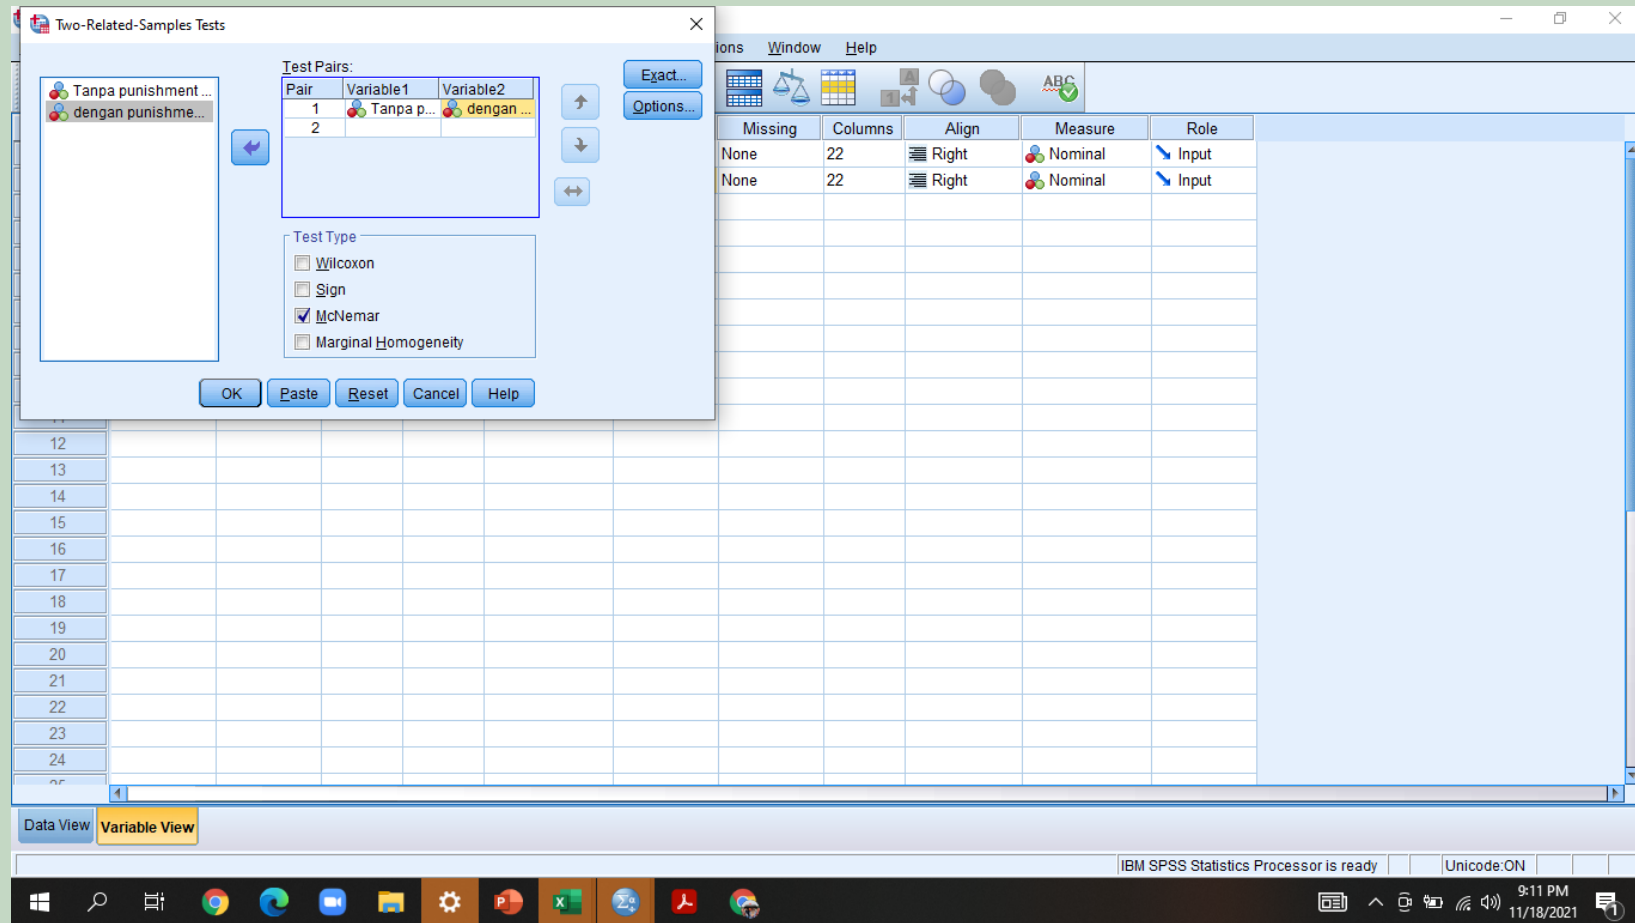 Two-Related-Samples Tests
ions Window Help
Test Pairs:
Tanpa punishment ...
dengan punishme...
Pair Variable1 Variable2
1 Tanpa p... dengan ...
2
Exact...
Options...
ABC
A
1
Missing Columns Align Measure Role
None 22 Right Nominal Input
None 22 Right Nominal Input
Test Type
Wilcoxon
Sign
McNemar
Marginal Homogeneity
OK Paste Reset Cancel Help
12
13
14
15
16
17
18
19
20
21
22
23
24
Data View Variable View
IBM SPSS Statistics Processor is ready Unicode:ON
9:11 PM
11/18/2021
1